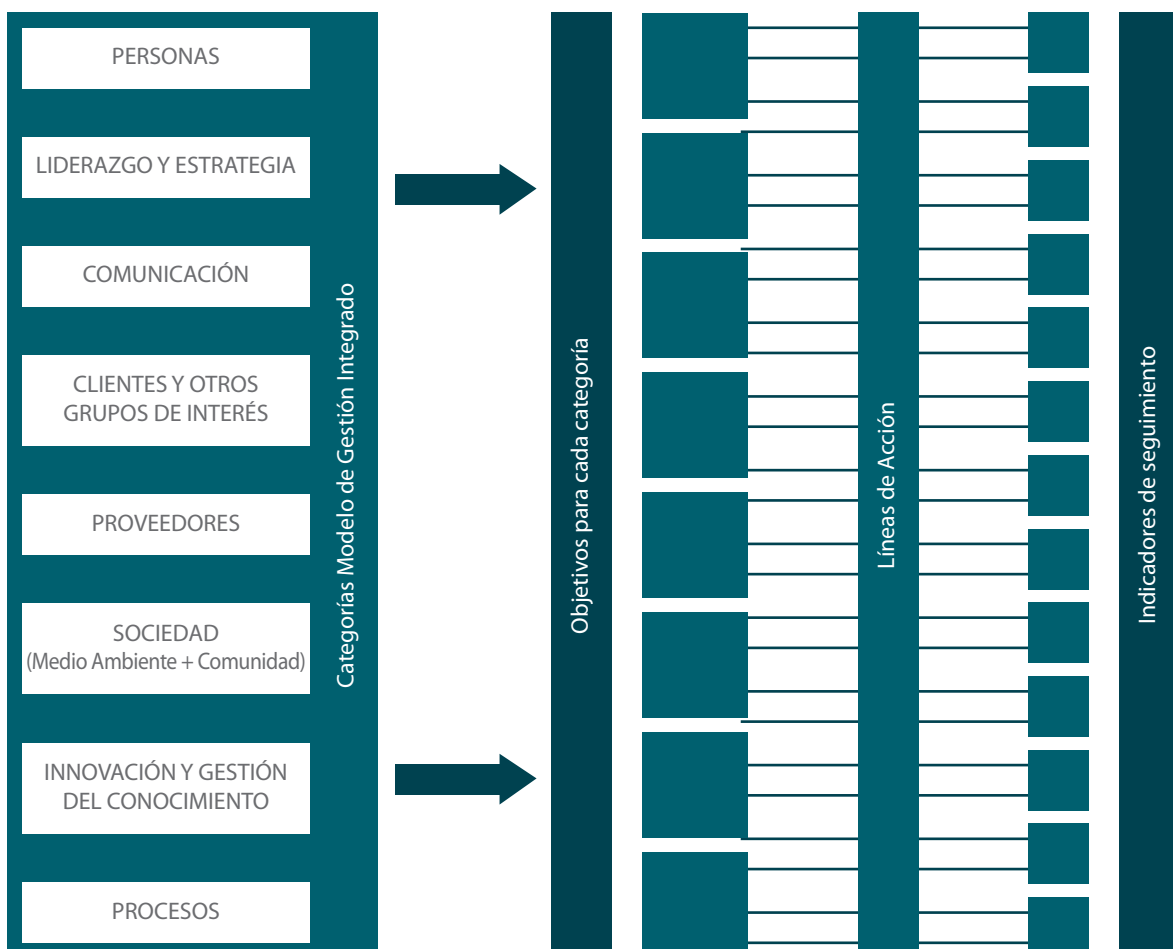 PERSONAS
LIDERAZGO Y ESTRATEGIA
COMUNICACIÓN
CLIENTES Y OTROS
GRUPOS DE INTERÉS
PROVEEDORES
SOCIEDAD
(Medio Ambiente + Comunidad)
INNOVACIÓN Y GESTIÓN
DEL CONOCIMIENTO
PROCESOS
Categorías Modelo de Gestión Integrado
Objetivos para cada categoría
Líneas de Acción
Indicadores de seguimiento